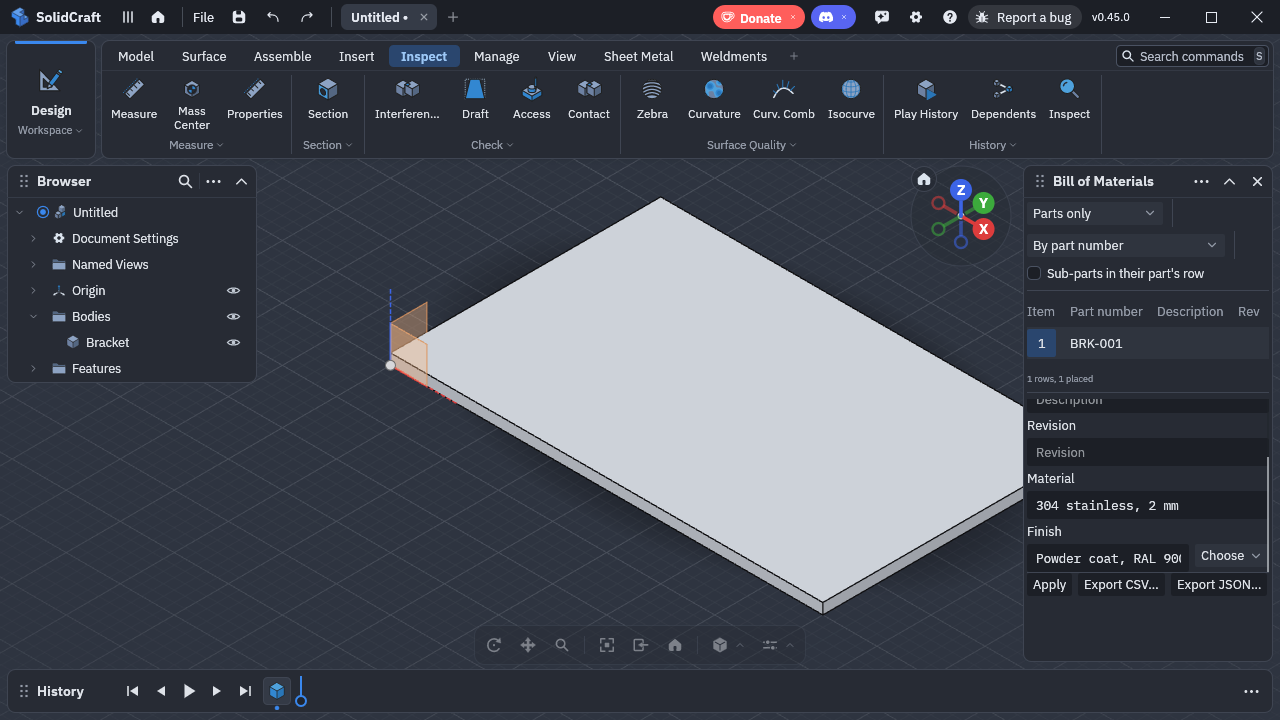 SolidCraft
File
Untitled •
Donate
Report a bug
v0.45.0
Design
Workspace
Model
Surface
Assemble
Insert
Inspect
Manage
View
Sheet Metal
Weldments
Search commands
S
Measure
Mass Center
Properties
Section
Interferen...
Draft
Access
Contact
Zebra
Curvature
Curv. Comb
Isocurve
Play History
Dependents
Inspect
Measure
Section
Check
Surface Quality
History
Browser
Untitled
Document Settings
Named Views
Origin
Bodies
Bracket
Features
Z
Y
X
Bill of Materials
Parts only
By part number
Sub-parts in their part's row
Item
Part number
Description
Rev
1
BRK-001
1 rows, 1 placed
Description
Revision
Revision
Material
304 stainless, 2 mm
Finish
Powder coat, RAL 900
Choose
Apply
Export CSV...
Export JSON...
History